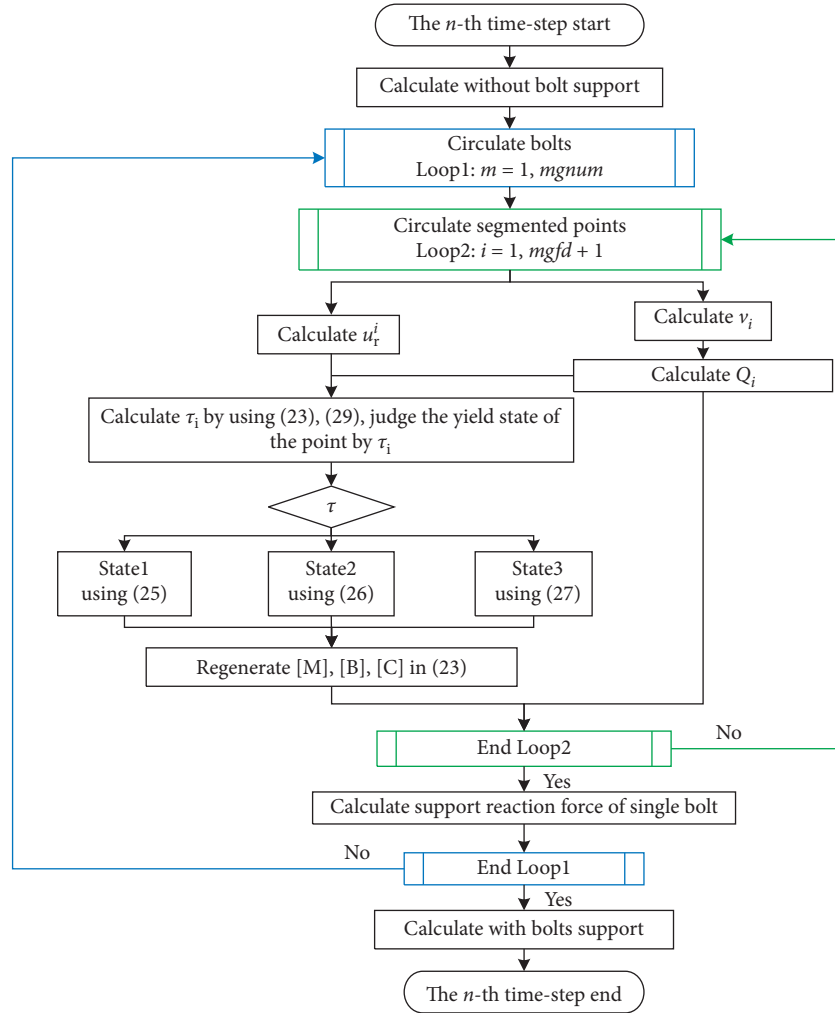 The n-th time-step start
Calculate without bolt support
Circulate bolts
Loop1: m = 1, mgnum
Circulate segmented points
Loop2: i = 1, mgfd + 1
Calculate u_r^i
Calculate v_i
Calculate Q_i
Calculate τ_i by using (23), (29), judge the yield state of
the point by τ_i
τ
State1
using (25)
State2
using (26)
State3
using (27)
Regenerate [M], [B], [C] in (23)
End Loop2
No
Yes
Calculate support reaction force of single bolt
No
End Loop1
Yes
Calculate with bolts support
The n-th time-step end